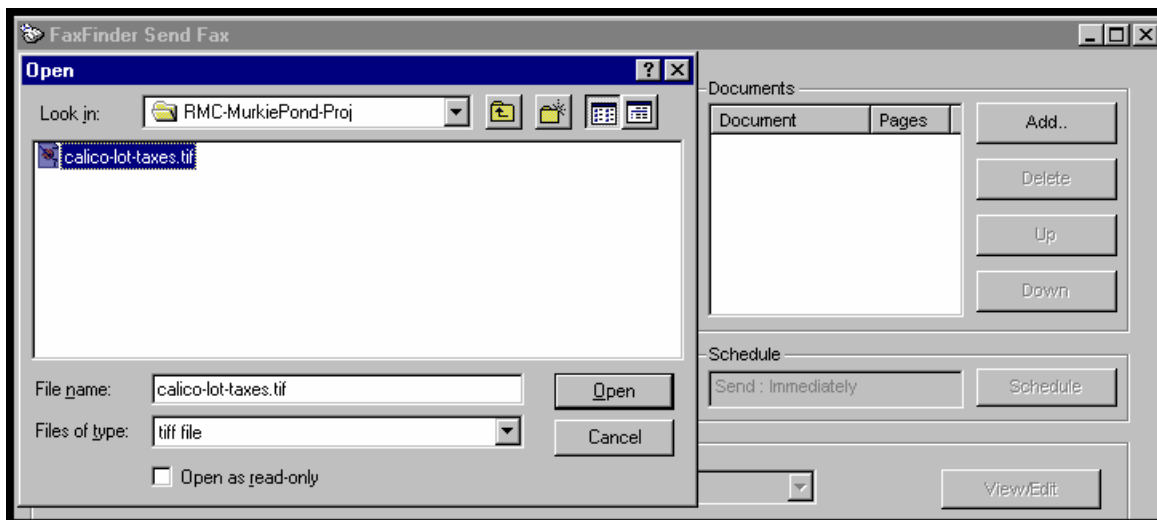 FaxFinder Send Fax
Open
Look in:
RMC-MurkiePond-Proj
calico-lot-taxes.tif
File name:
calico-lot-taxes.tif
Open
Files of type:
tiff file
Cancel
Open as read-only
Documents
Document
Pages
Add..
Delete
Up
Down
Schedule
Send : Immediately
Schedule
View/Edit